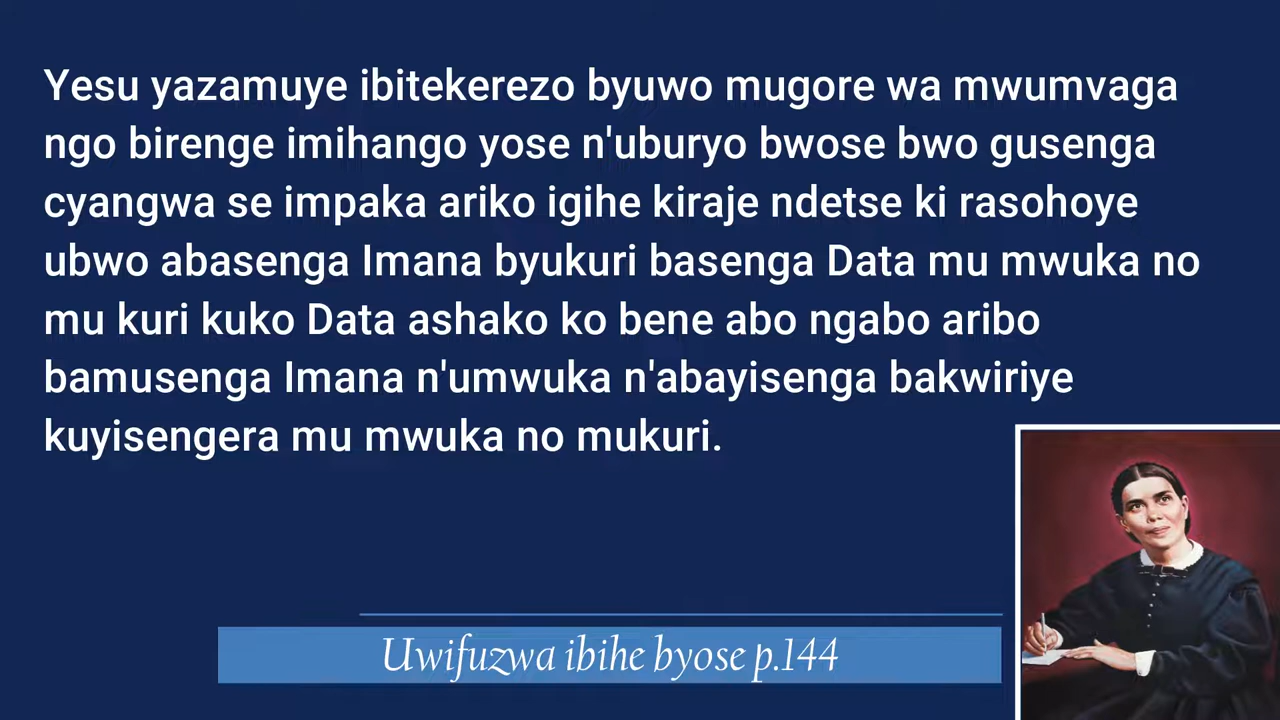 Yesu yazamuye ibitekerezo byuwo mugore wa mwumvaga
ngo birenge imihango yose n'uburyo bwose bwo gusenga
cyangwa se impaka ariko igihe kiraje ndetse ki rasohoye
ubwo abasenga Imana byukuri basenga Data mu mwuka no
mu kuri kuko Data ashako ko bene abo ngabo aribo
bamusenga Imana n'umwuka n'abayisenga bakwiriye
kuyisengera mu mwuka no mukuri.
Uwifuzwa ibihe byose p.144